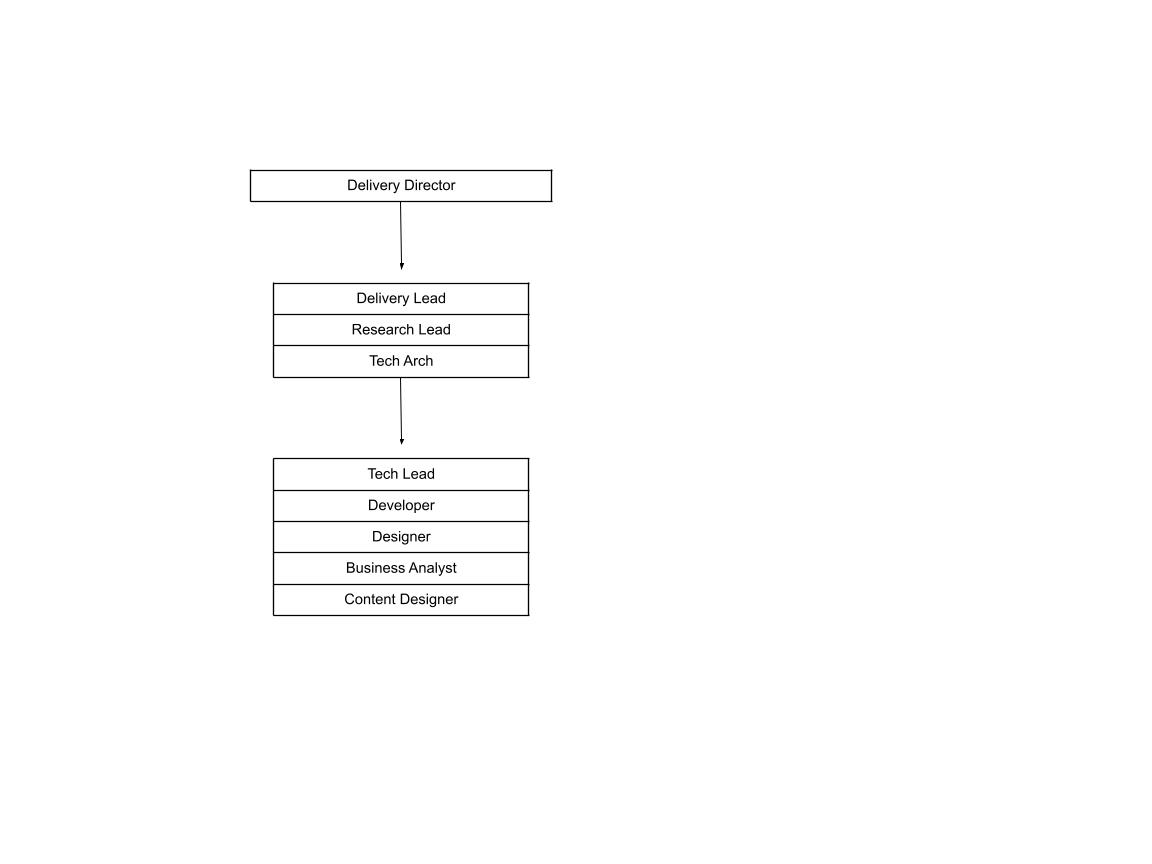 Delivery Director
Delivery Lead
Research Lead
Tech Arch
Tech Lead
Developer
Designer
Business Analyst
Content Designer